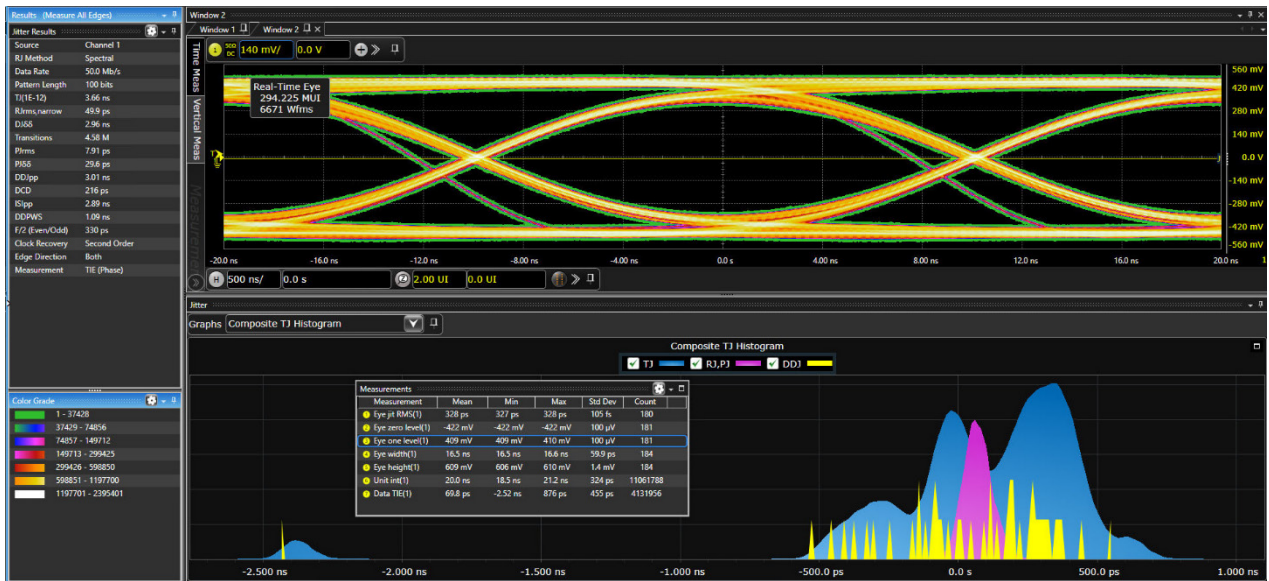 Results (Measure All Edges)
Jitter Results
Source Channel 1
RJ Method Spectral
Data Rate 50.0 Mb/s
Pattern Length 100 bits
TJ(1E-12) 3.66 ns
RJrms,narrow 49.9 ps
DJδδ 2.96 ns
Transitions 4.58 M
PJrms 7.91 ps
PJδδ 29.6 ps
DDJpp 3.01 ns
DCD 216 ps
ISIpp 2.89 ns
DDPWS 1.09 ns
F/2 (Even/Odd) 330 ps
Clock Recovery Second Order
Edge Direction Both
Measurement TIE (Phase)
Color Grade
1 - 37428
37429 - 74856
74857 - 149712
149713 - 299425
299426 - 598850
598851 - 1197700
1197701 - 2395401
Window 2
Window 1 Window 2 X
Time Meas
Vertical Meas
Measurements
1 50Ω DC 140 mV/ 0.0 V
Real-Time Eye
294.225 MUI
6671 Wfms
560 mV
420 mV
280 mV
140 mV
0.0 V
-140 mV
-280 mV
-420 mV
-560 mV
-20.0 ns -16.0 ns -12.0 ns -8.00 ns -4.00 ns 0.0 s 4.00 ns 8.00 ns 12.0 ns 16.0 ns 20.0 ns
H 500 ns/ 0.0 s 2.00 UI 0.0 UI
Jitter
Graphs Composite TJ Histogram
Composite TJ Histogram
TJ RJ,PJ DDJ
Measurements
Measurement Mean Min Max Std Dev Count
1 Eye jit RMS(1) 328 ps 327 ps 328 ps 105 fs 180
2 Eye zero level(1) -422 mV -422 mV -422 mV 100 µV 181
3 Eye one level(1) 409 mV 409 mV 410 mV 100 µV 181
4 Eye width(1) 16.5 ns 16.5 ns 16.6 ns 59.9 ps 184
5 Eye height(1) 609 mV 606 mV 610 mV 1.4 mV 184
6 Unit int(1) 20.0 ns 18.5 ns 21.2 ns 324 ps 11061788
7 Data TIE(1) 69.8 ps -2.52 ns 876 ps 455 ps 4131956
-2.500 ns -2.000 ns -1.500 ns -1.000 ns -500.0 ps 0.0 s 500.0 ps 1.000 ns